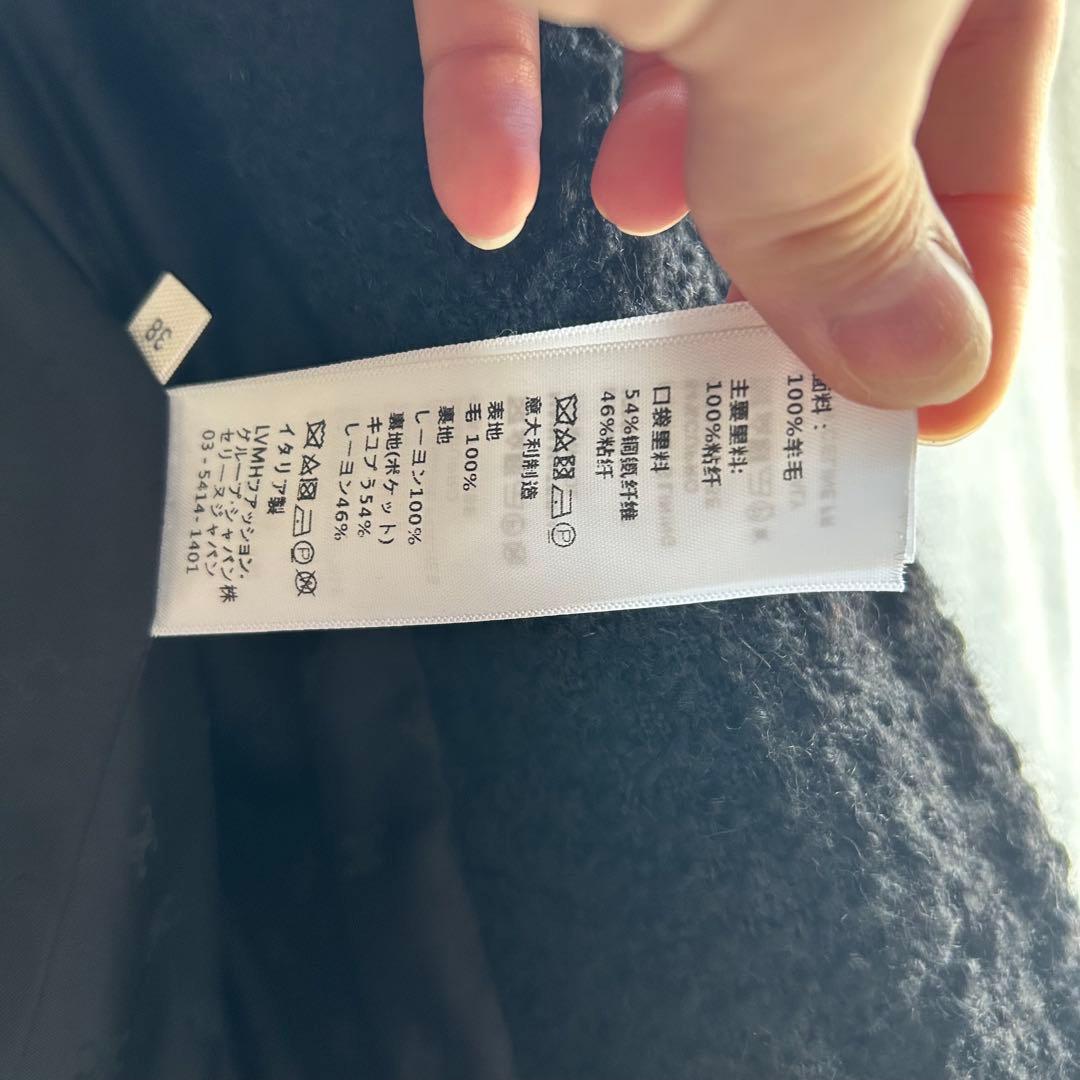 面料:
100%羊毛
主要里料:
100%粘纤
口袋里料
54%铜氨纤维
46%粘纤
意大利制造
表地
毛 100%
裏地
レーヨン100%
裏地(ポケット)
キュプラ54%
レーヨン46%
イタリア製
LVMHファッション・
グループ・ジャパン株
セリーヌジャパン
03-5414-1401
38